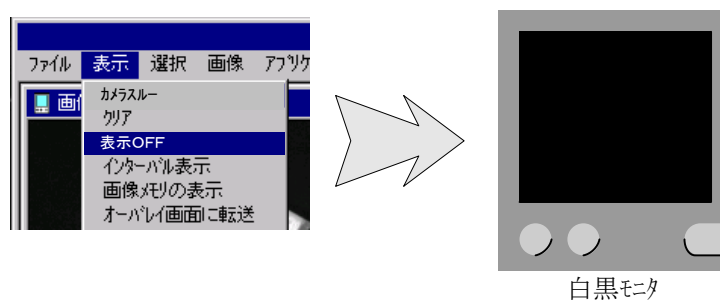 ファイル 表示 選択 画像 アプリケ
画
カメラスルー
クリア
表示OFF
インターバル表示
画像メモリの表示
オーバレイ画面に転送
白黒モニタ